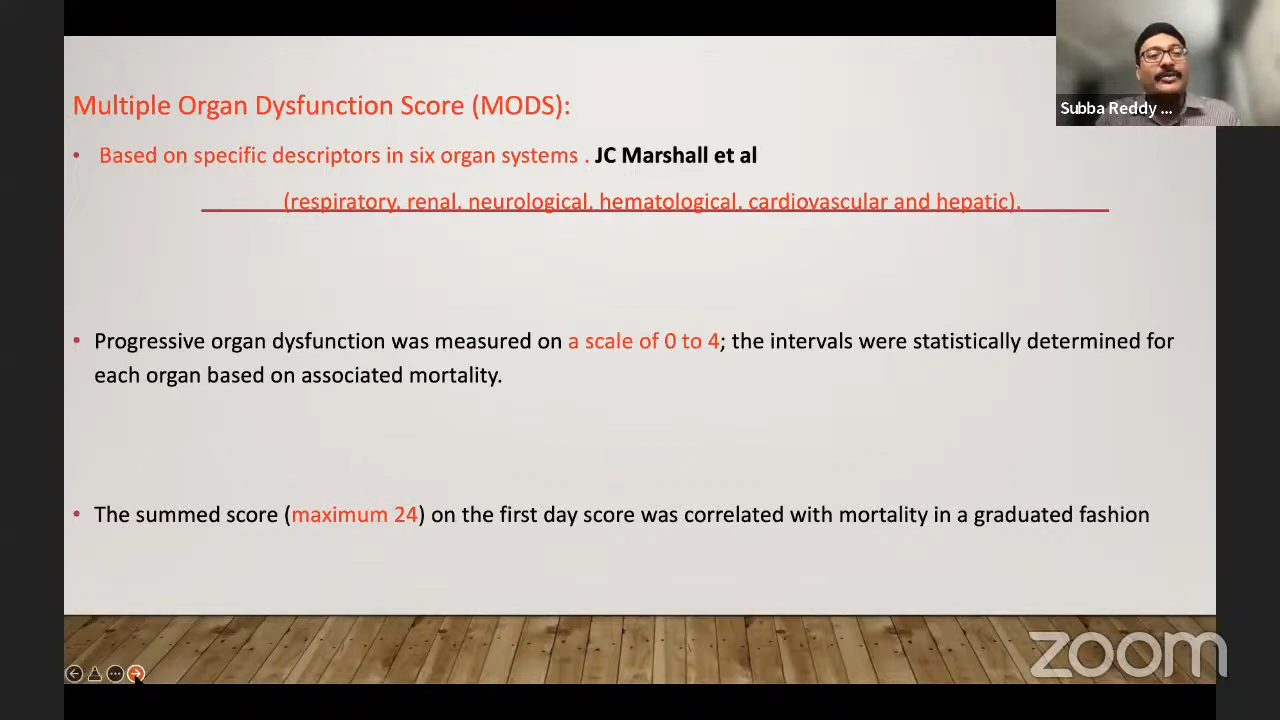 Multiple Organ Dysfunction Score (MODS):
• Based on specific descriptors in six organ systems . JC Marshall et al
(respiratory, renal, neurological, hematological, cardiovascular and hepatic).
• Progressive organ dysfunction was measured on a scale of 0 to 4; the intervals were statistically determined for
each organ based on associated mortality.
• The summed score (maximum 24) on the first day score was correlated with mortality in a graduated fashion
Subba Reddy ...
zoom